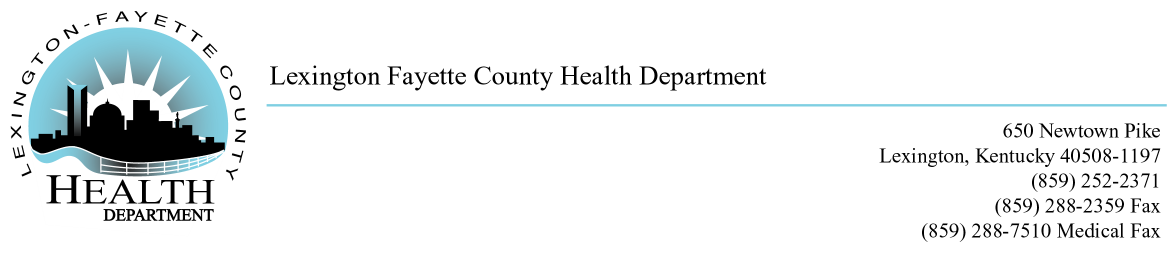 LEXINGTON-FAYETTE COUNTY
HEALTH
DEPARTMENT
Lexington Fayette County Health Department
650 Newtown Pike
Lexington, Kentucky 40508-1197
(859) 252-2371
(859) 288-2359 Fax
(859) 288-7510 Medical Fax